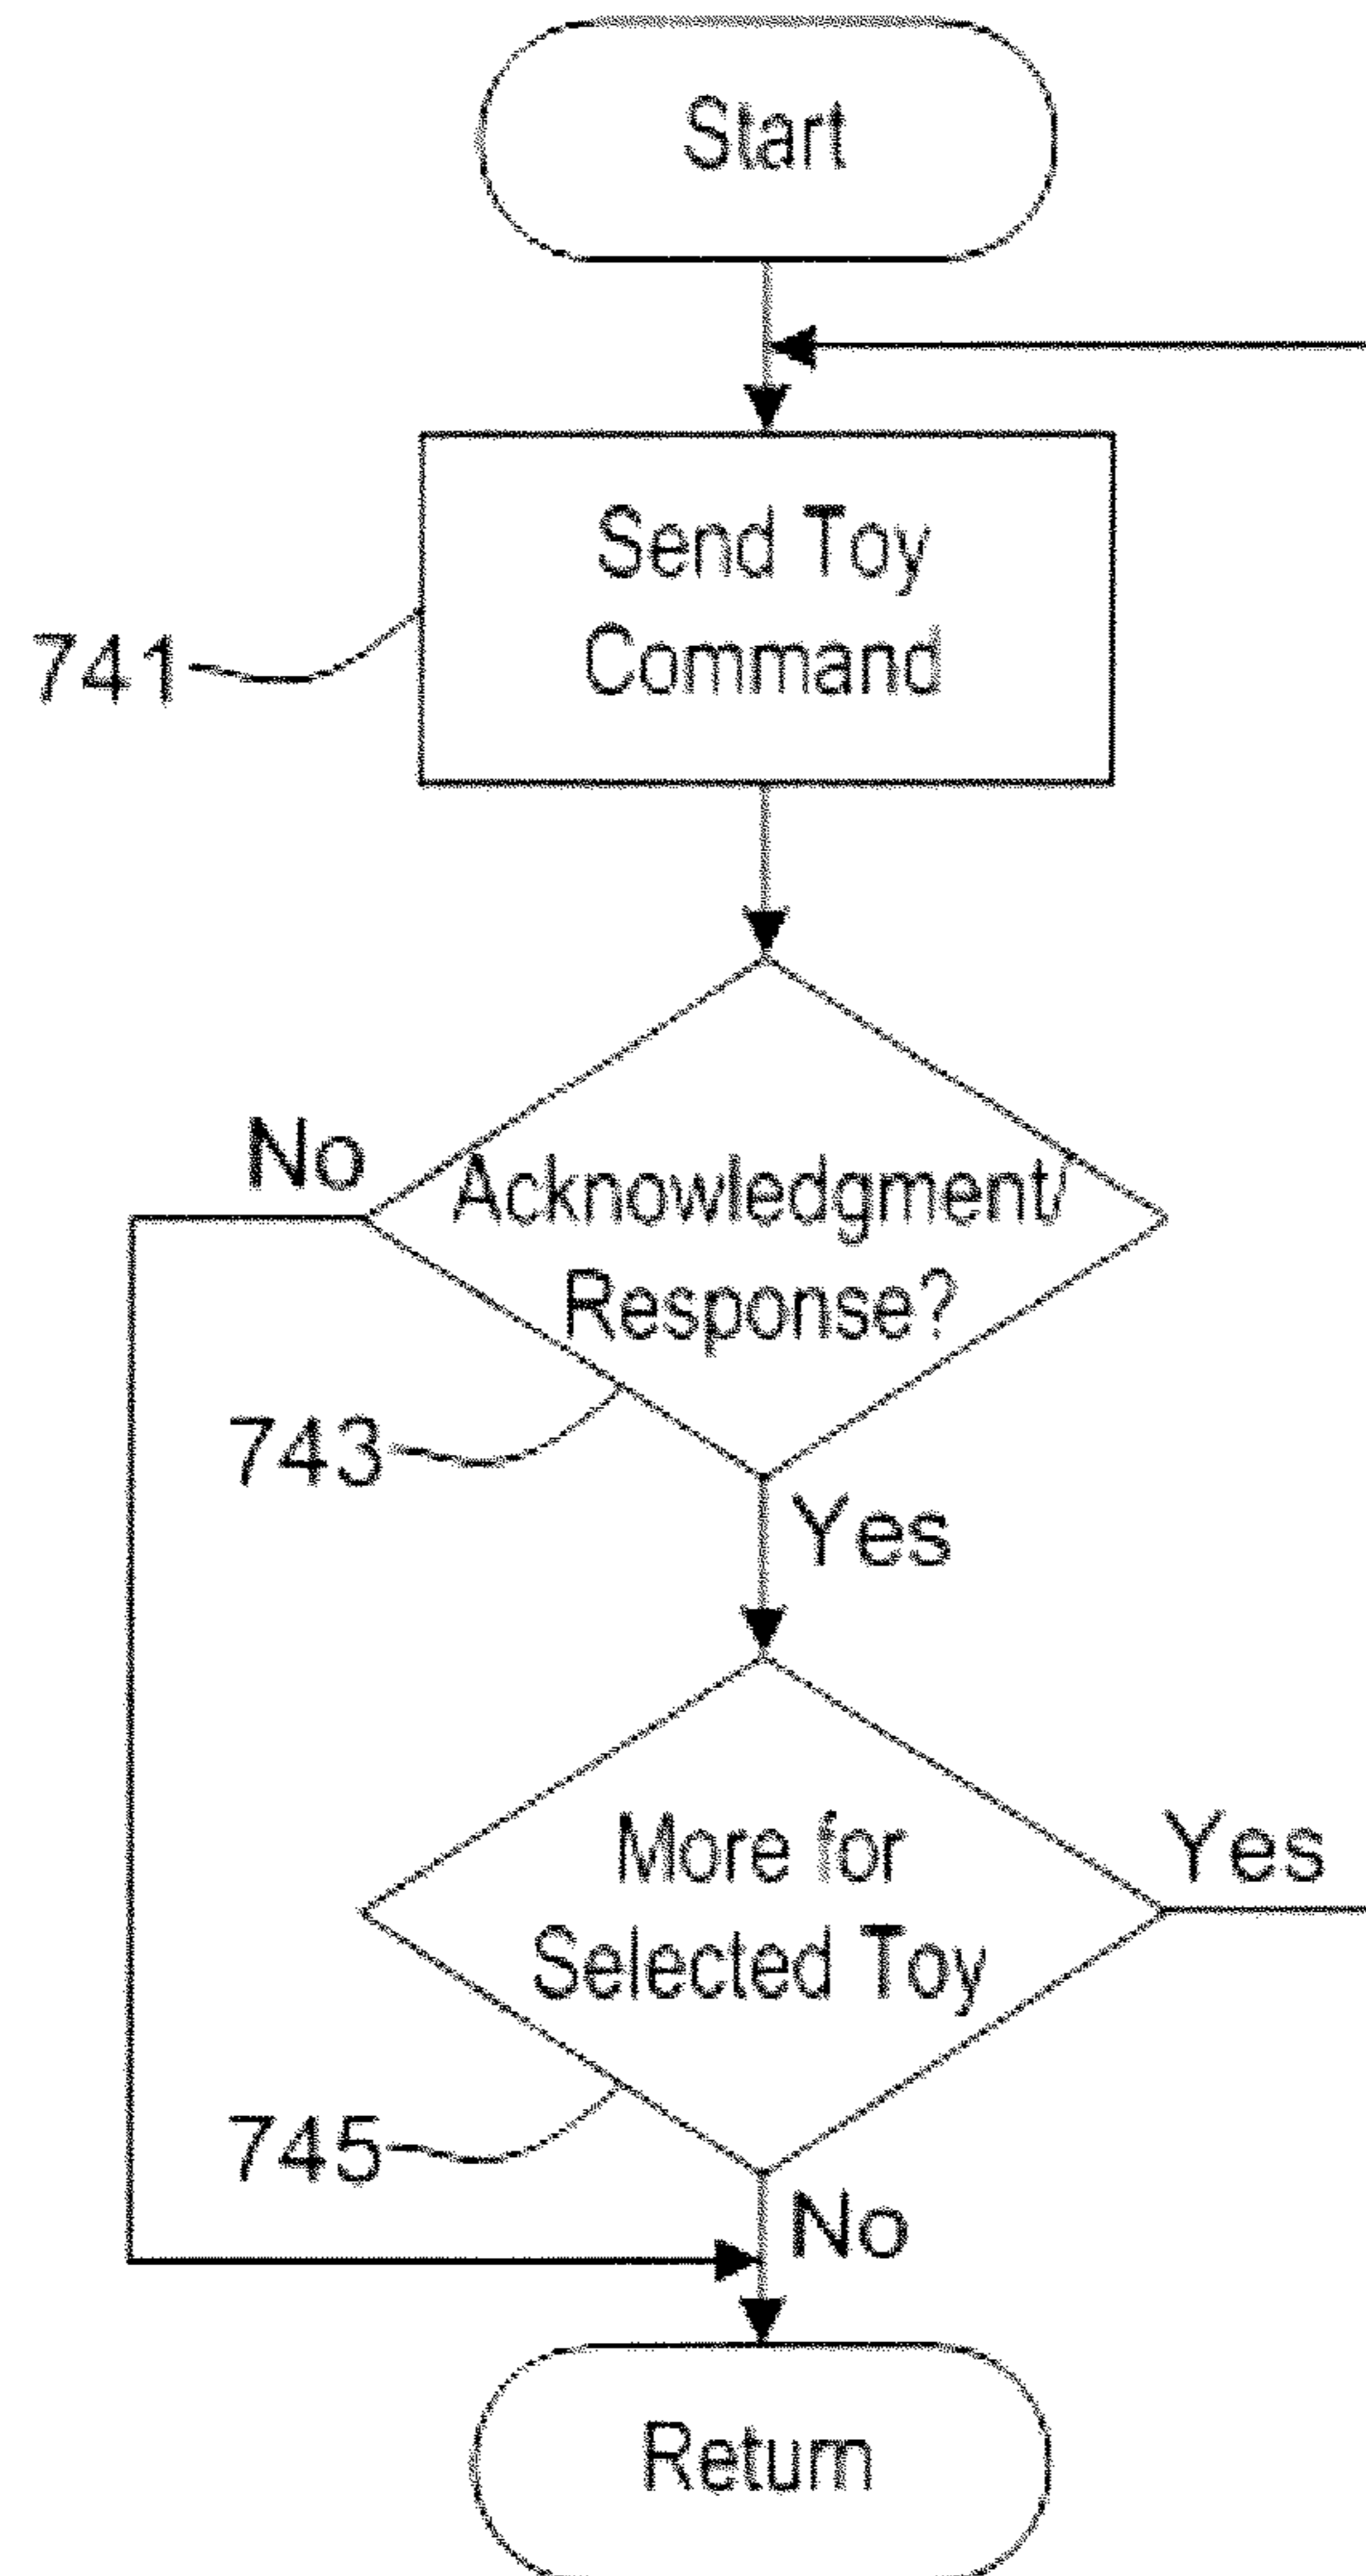 Start
Send Toy
Command
741
No
Acknowledgment/
Response?
743
Yes
More for
Selected Toy
Yes
745
No
Return